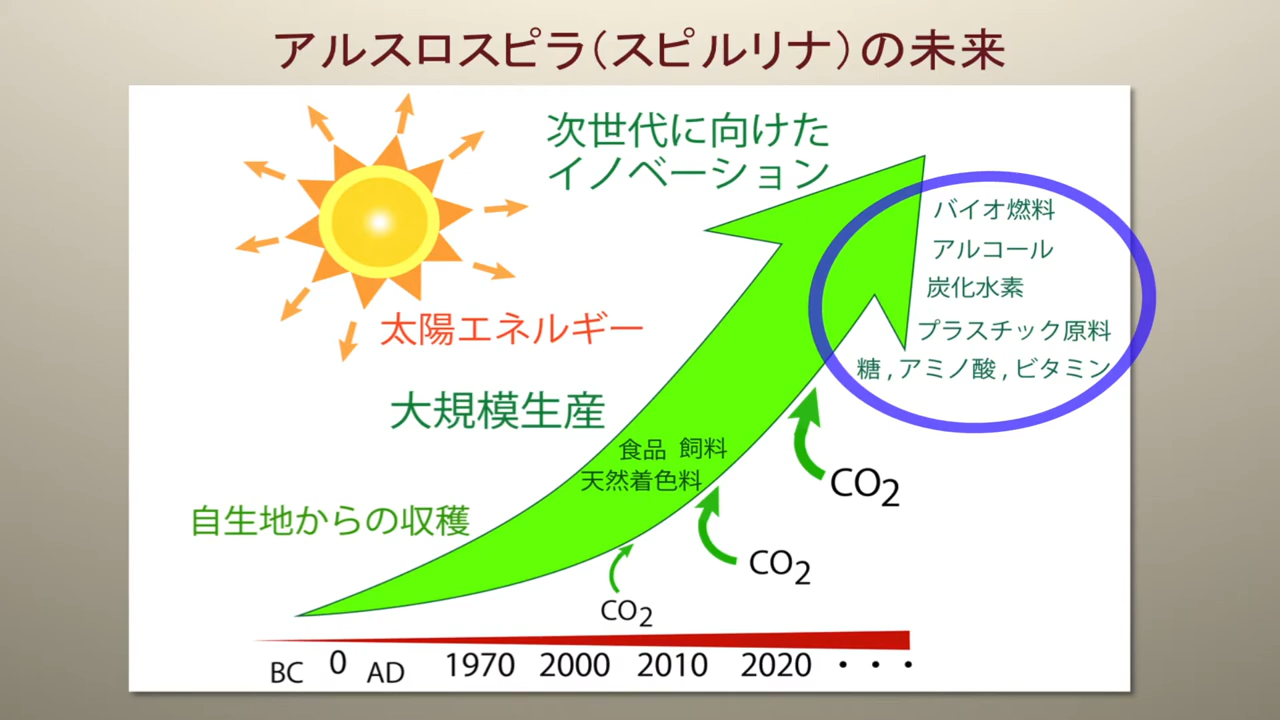 アルスロスピラ（スピルリナ）の未来
次世代に向けた
イノベーション
バイオ燃料
アルコール
炭化水素
プラスチック原料
糖 , アミノ酸 , ビタミン
太陽エネルギー
大規模生産
食品 飼料
天然着色料
自生地からの収穫
CO2
CO2
CO2
BC 0 AD 1970 2000 2010 2020 ・・・